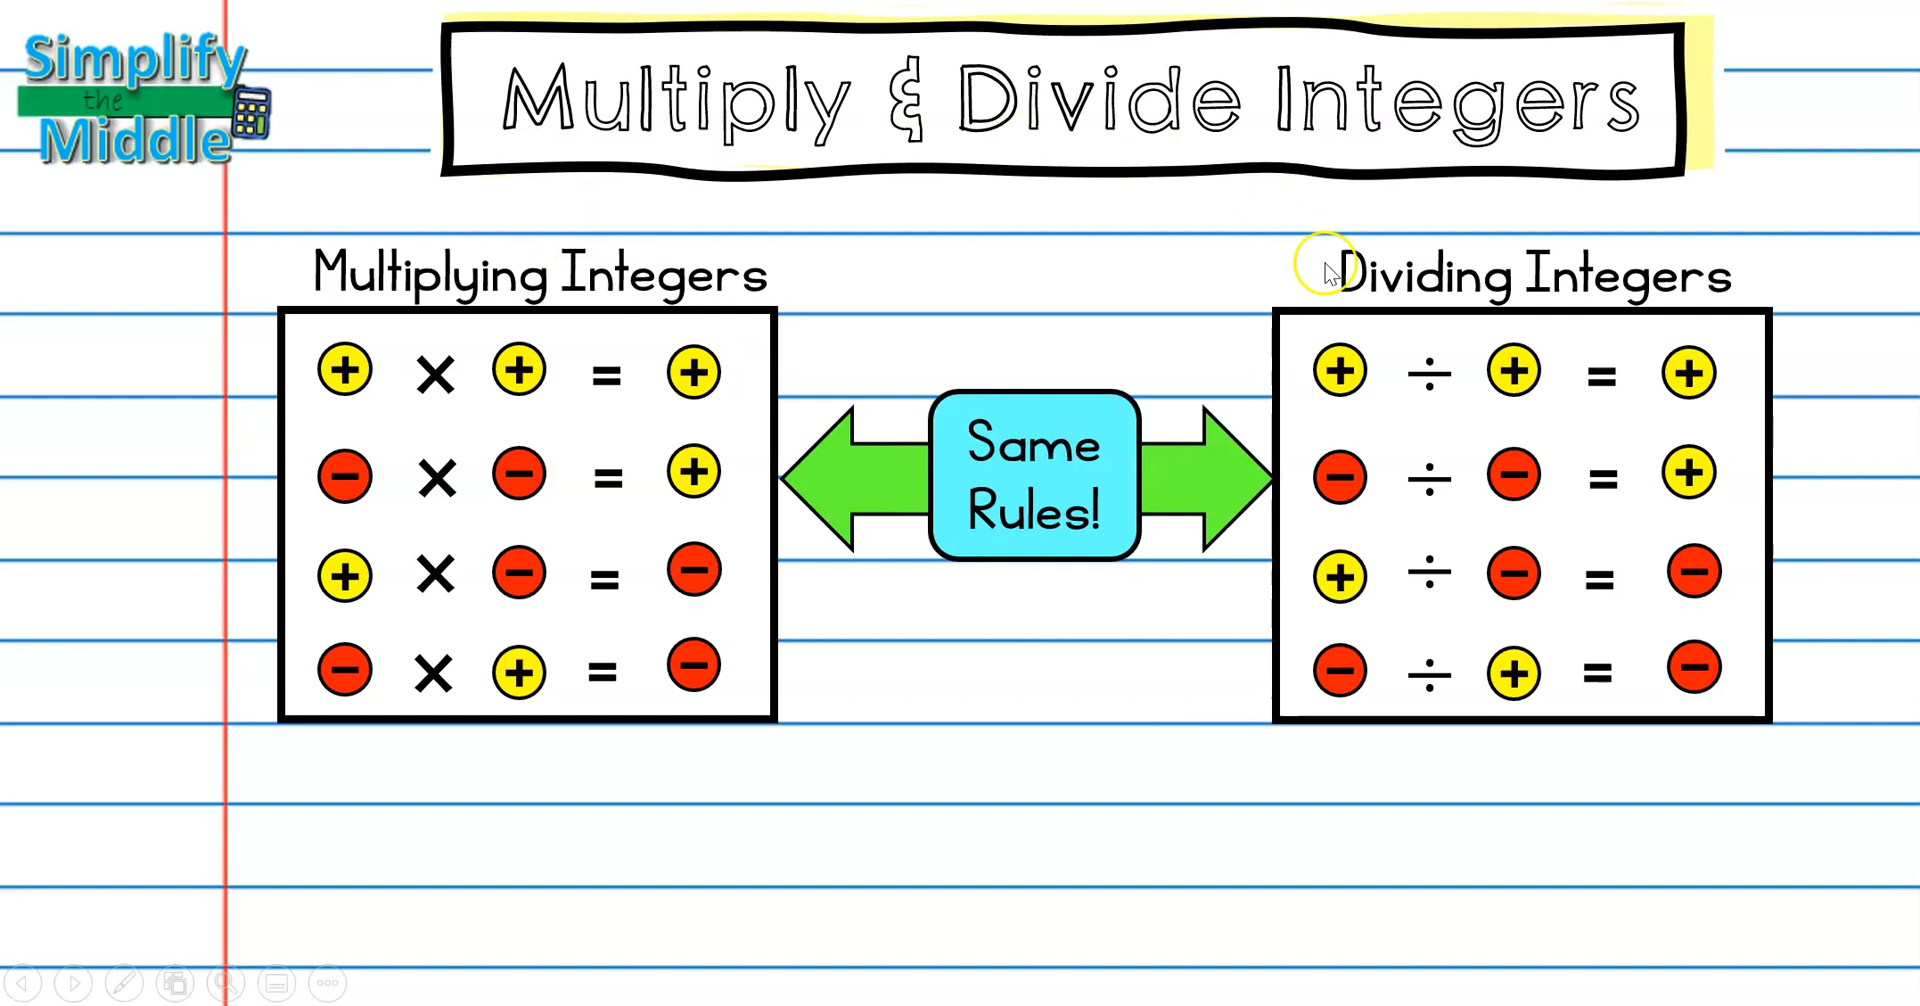 Simplify
the
Middle
Multiply & Divide Integers
Multiplying Integers
+ × + = +
− × − = +
+ × − = −
− × + = −
Same
Rules!
Dividing Integers
+ ÷ + = +
− ÷ − = +
+ ÷ − = −
− ÷ + = −